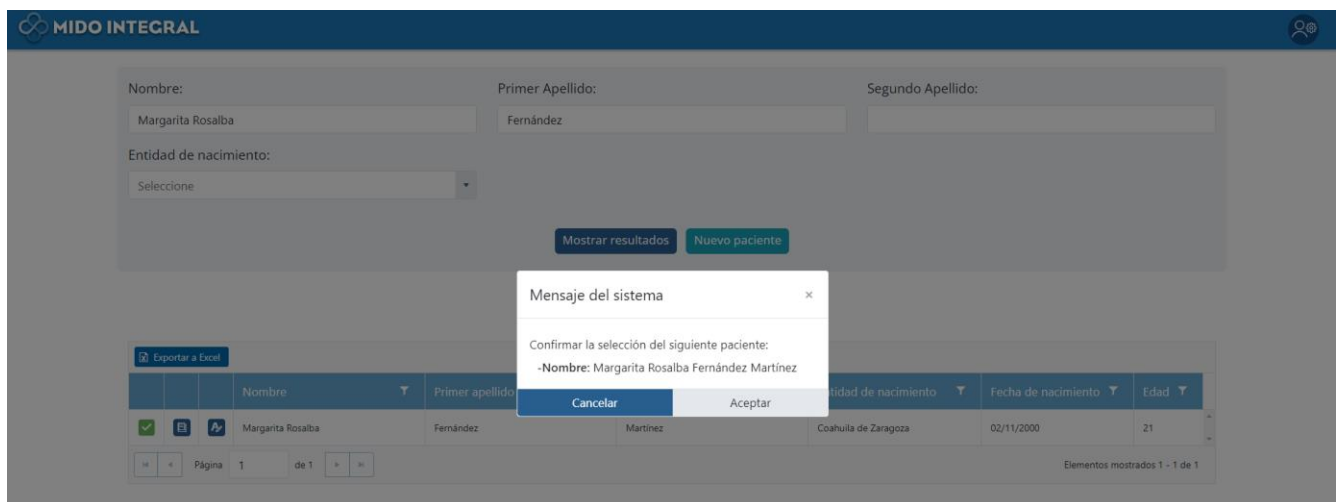 MIDO INTEGRAL
Nombre: Primer Apellido: Segundo Apellido:
Margarita Rosalba Fernández
Entidad de nacimiento:
Seleccione
Mostrar resultados Nuevo paciente
Mensaje del sistema ×
Confirmar la selección del siguiente paciente:
-Nombre: Margarita Rosalba Fernández Martínez
Cancelar Aceptar
Exportar a Excel
Nombre Primer apellido tidad de nacimiento Fecha de nacimiento Edad
Margarita Rosalba Fernández Martínez Coahuila de Zaragoza 02/11/2000 21
Página 1 de 1 Elementos mostrados 1 - 1 de 1